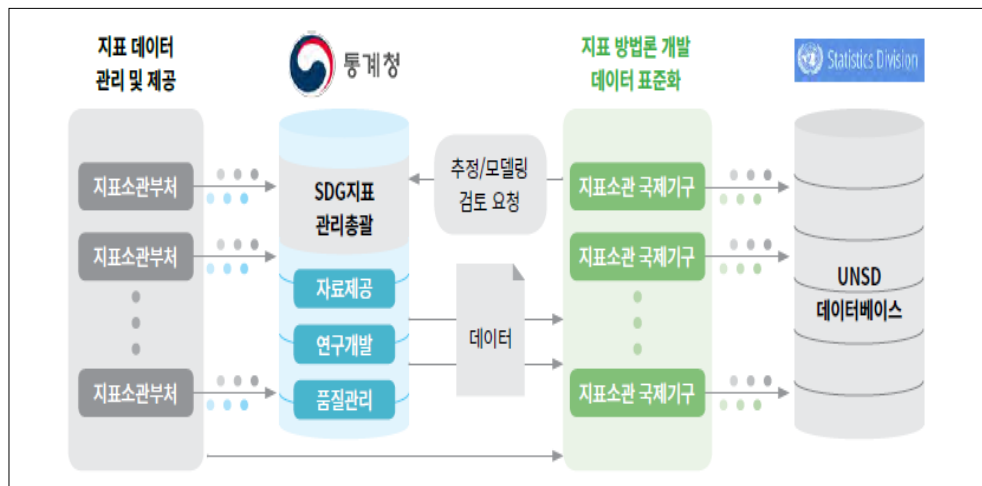 지표 데이터
관리 및 제공
통계청
지표 방법론 개발
데이터 표준화
Statistics Division
지표소관부처
지표소관부처
지표소관부처
SDG지표
관리총괄
자료제공
연구개발
품질관리
추정/모델링
검토 요청
데이터
지표소관 국제기구
지표소관 국제기구
지표소관 국제기구
UNSD
데이터베이스